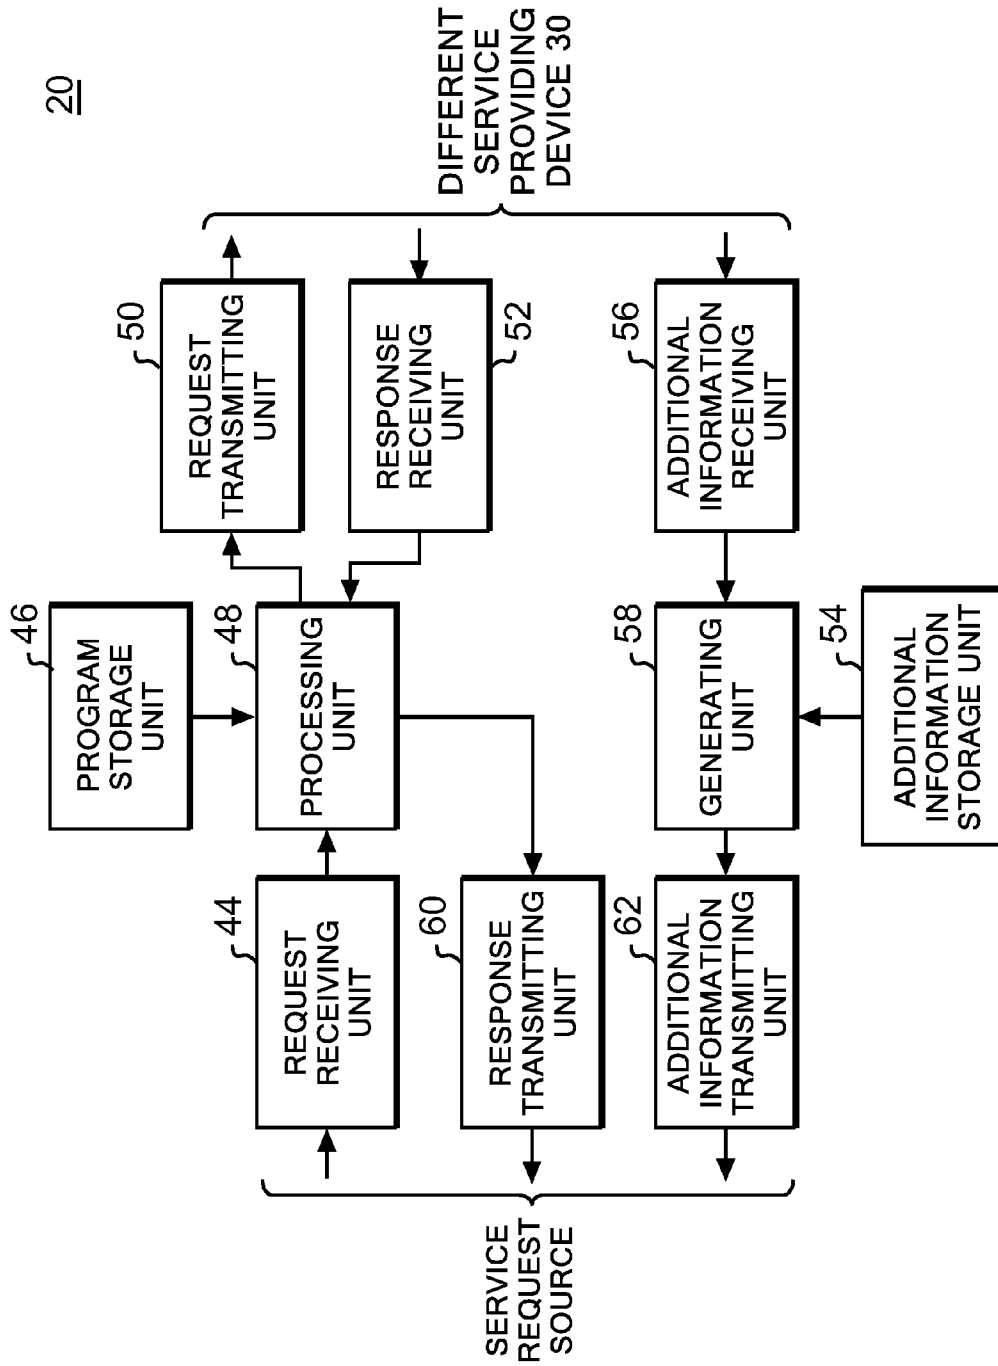 20
46
PROGRAM
STORAGE
UNIT
44
REQUEST
RECEIVING
UNIT
48
PROCESSING
UNIT
50
REQUEST
TRANSMITTING
UNIT
52
RESPONSE
RECEIVING
UNIT
60
RESPONSE
TRANSMITTING
UNIT
62
ADDITIONAL
INFORMATION
TRANSMITTING
UNIT
58
GENERATING
UNIT
56
ADDITIONAL
INFORMATION
RECEIVING
UNIT
54
ADDITIONAL
INFORMATION
STORAGE UNIT
SERVICE
REQUEST
SOURCE
DIFFERENT
SERVICE
PROVIDING
DEVICE 30